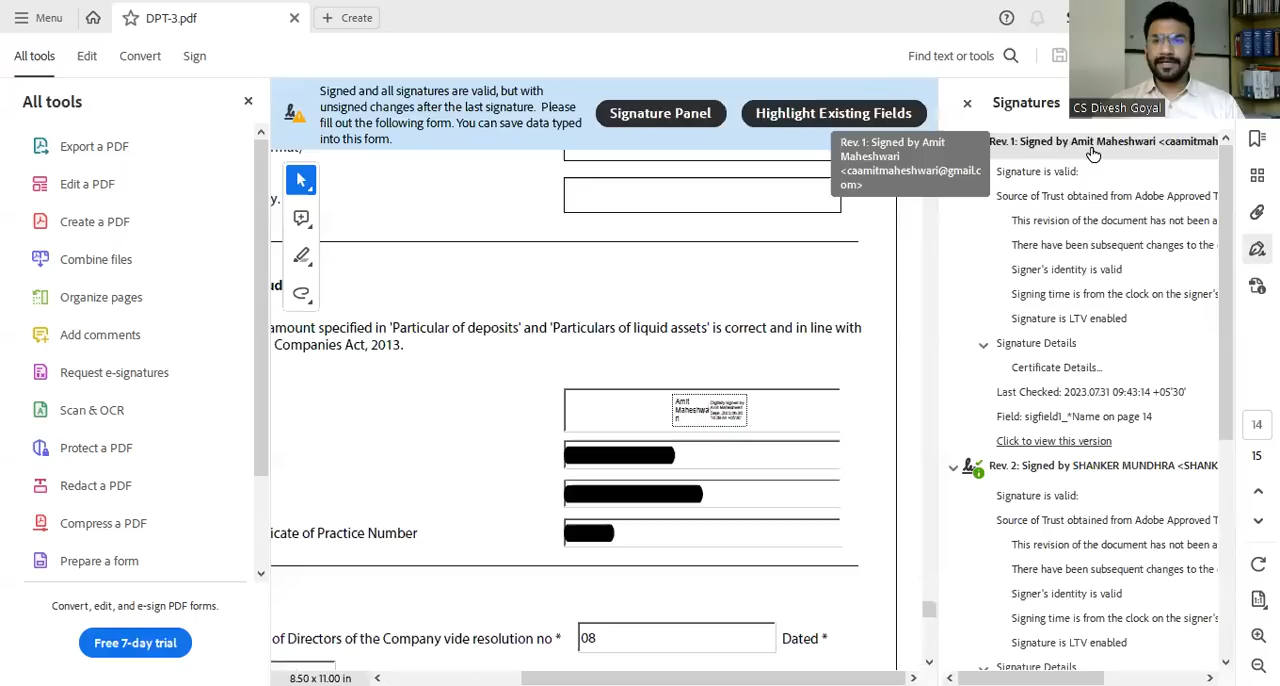 Menu
DPT-3.pdf
Create
All tools
Edit
Convert
Sign
Find text or tools
CS Divesh Goyal
All tools
Export a PDF
Edit a PDF
Create a PDF
Combine files
Organize pages
Add comments
Request e-signatures
Scan & OCR
Protect a PDF
Redact a PDF
Compress a PDF
Prepare a form
Convert, edit, and e-sign PDF forms.
Free 7-day trial
Signed and all signatures are valid, but with
unsigned changes after the last signature. Please
fill out the following form. You can save data typed
into this form.
Signature Panel
Highlight Existing Fields
y.
ud
amount specified in 'Particular of deposits' and 'Particulars of liquid assets' is correct and in line with
Companies Act, 2013.
Amit
Maheshwa
ri
Digitally signed by
Amit Maheshwari
icate of Practice Number
of Directors of the Company vide resolution no *
08
Dated *
8.50 x 11.00 in
Signatures
Rev. 1: Signed by Amit
Maheshwari
<caamitmaheshwari@gmail.c
om>
Rev. 1: Signed by Amit Maheshwari <caamitmah
Signature is valid:
Source of Trust obtained from Adobe Approved T
This revision of the document has not been a
There have been subsequent changes to the
Signer's identity is valid
Signing time is from the clock on the signer's
Signature is LTV enabled
Signature Details
Certificate Details...
Last Checked: 2023.07.31 09:43:14 +05'30'
Field: sigfield1_*Name on page 14
Click to view this version
Rev. 2: Signed by SHANKER MUNDHRA <SHANK
Signature is valid:
Source of Trust obtained from Adobe Approved T
This revision of the document has not been a
There have been subsequent changes to the
Signer's identity is valid
Signing time is from the clock on the signer's
Signature is LTV enabled
Signature Details
14
15